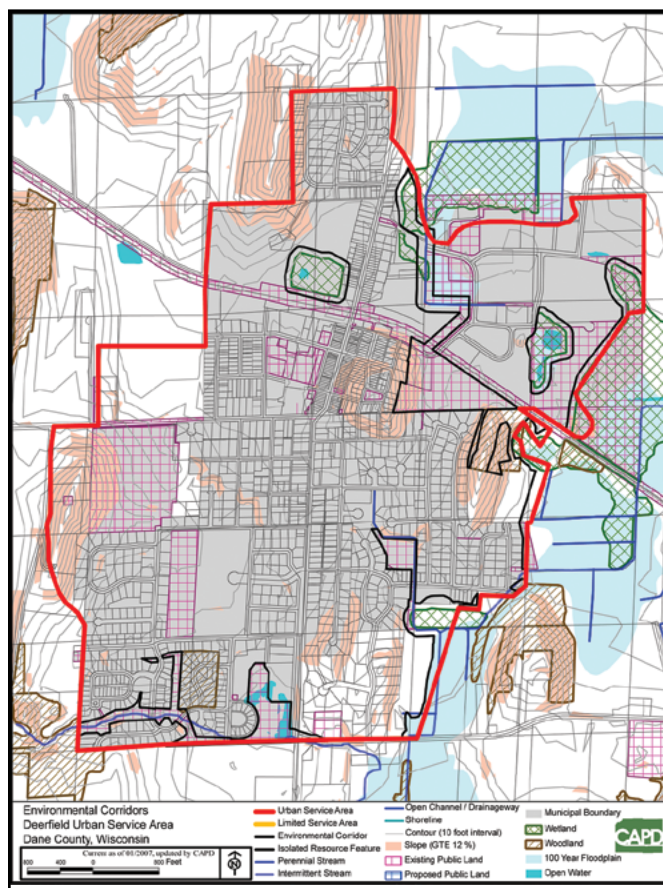 Environmental Corridors
Deerfield Urban Service Area
Dane County, Wisconsin
Current as of 01/2007, updated by CAPD
800 400 0 800 Feet
Urban Service Area
Limited Service Area
Environmental Corridor
Isolated Resource Feature
Perennial Stream
Intermittent Stream
Open Channel / Drainageway
Shoreline
Contour (10 foot interval)
Slope (GTE 12 %)
Existing Public Land
Proposed Public Land
Municipal Boundary
Wetland
Woodland
100 Year Floodplain
Open Water
CAPD